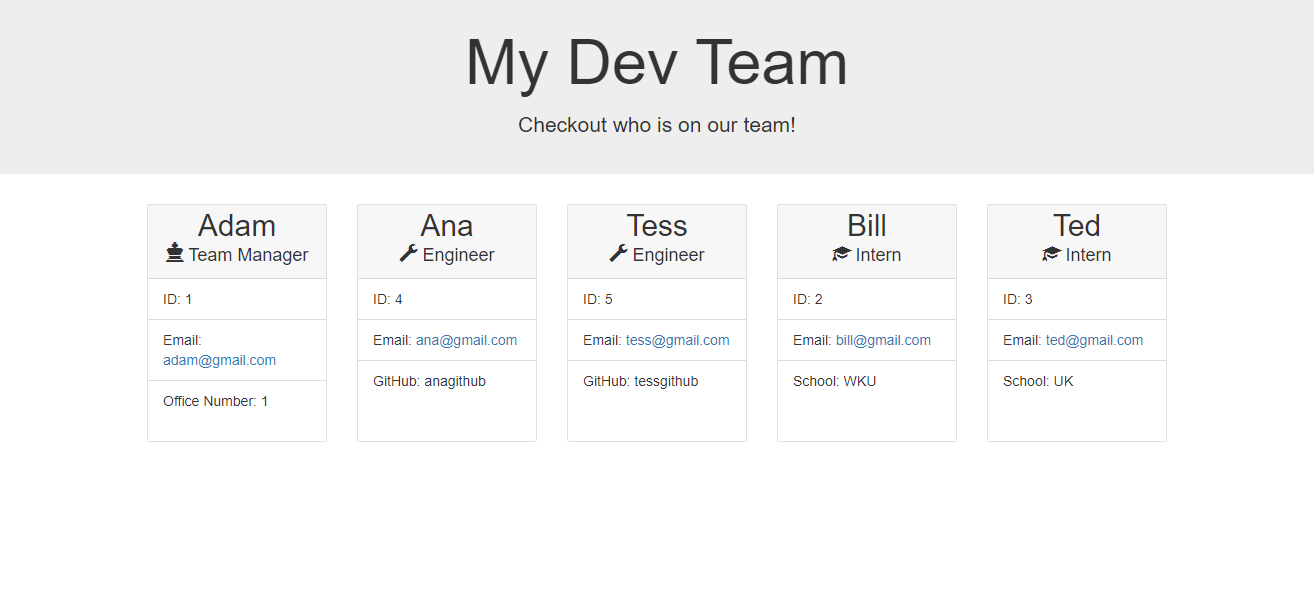 My Dev Team
Checkout who is on our team!
Adam
Team Manager
ID: 1
Email:
adam@gmail.com
Office Number: 1
Ana
Engineer
ID: 4
Email: ana@gmail.com
GitHub: anagithub
Tess
Engineer
ID: 5
Email: tess@gmail.com
GitHub: tessgithub
Bill
Intern
ID: 2
Email: bill@gmail.com
School: WKU
Ted
Intern
ID: 3
Email: ted@gmail.com
School: UK